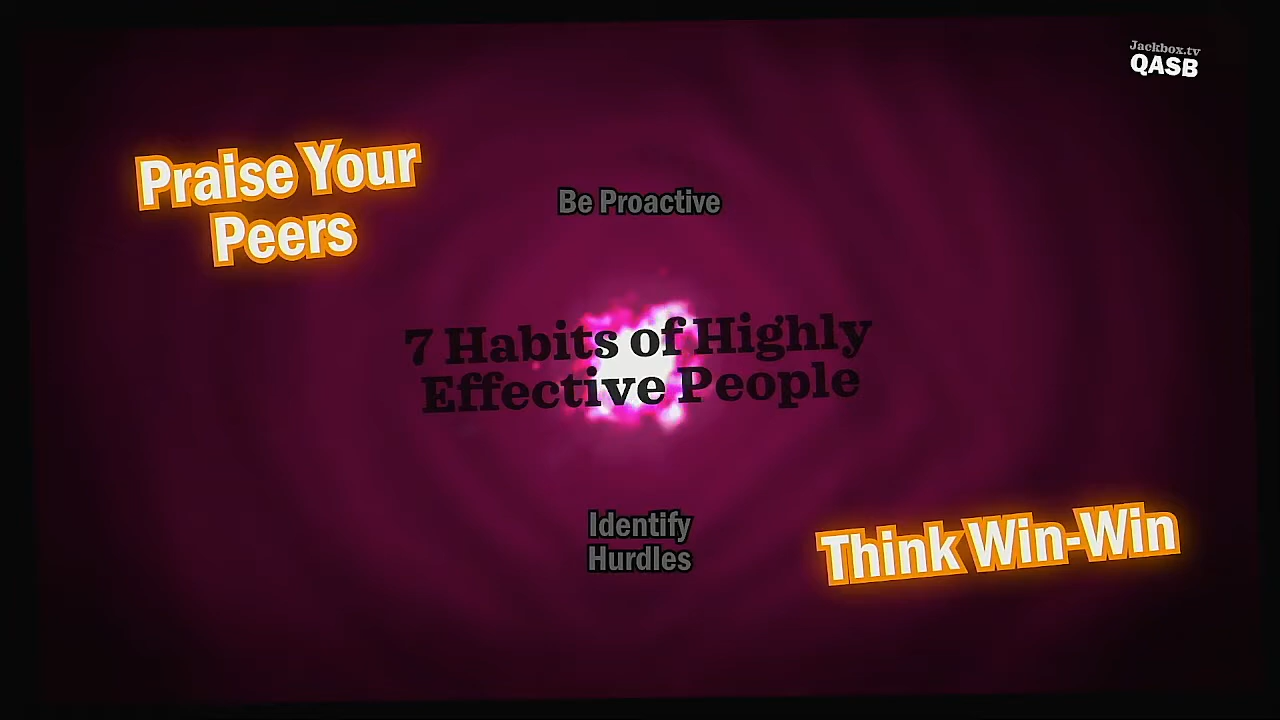 Jackbox.tv
QASB
Praise Your
Peers
Be Proactive
7 Habits of Highly
Effective People
Identify
Hurdles
Think Win-Win